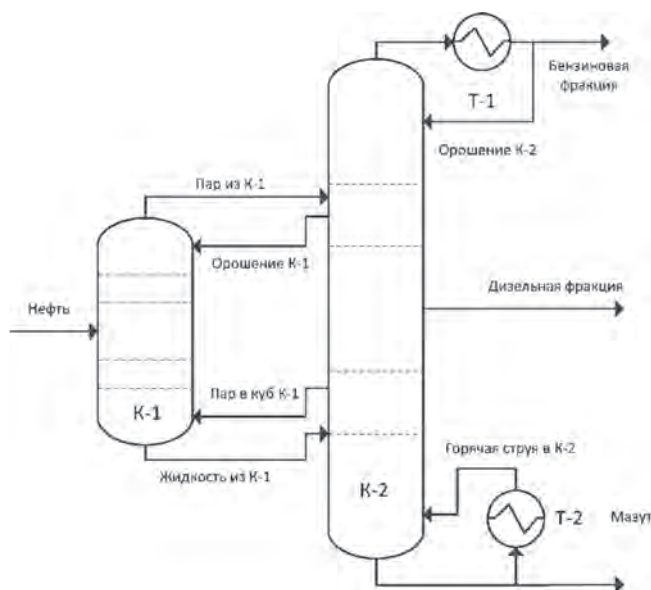 Бензиновая
фракция
Т-1
Орошение К-2
Пар из К-1
Орошение К-1
Нефть
Дизельная фракция
Пар в куб К-1
К-1
Горячая струя в К-2
Жидкость из К-1
К-2
Т-2
Мазут